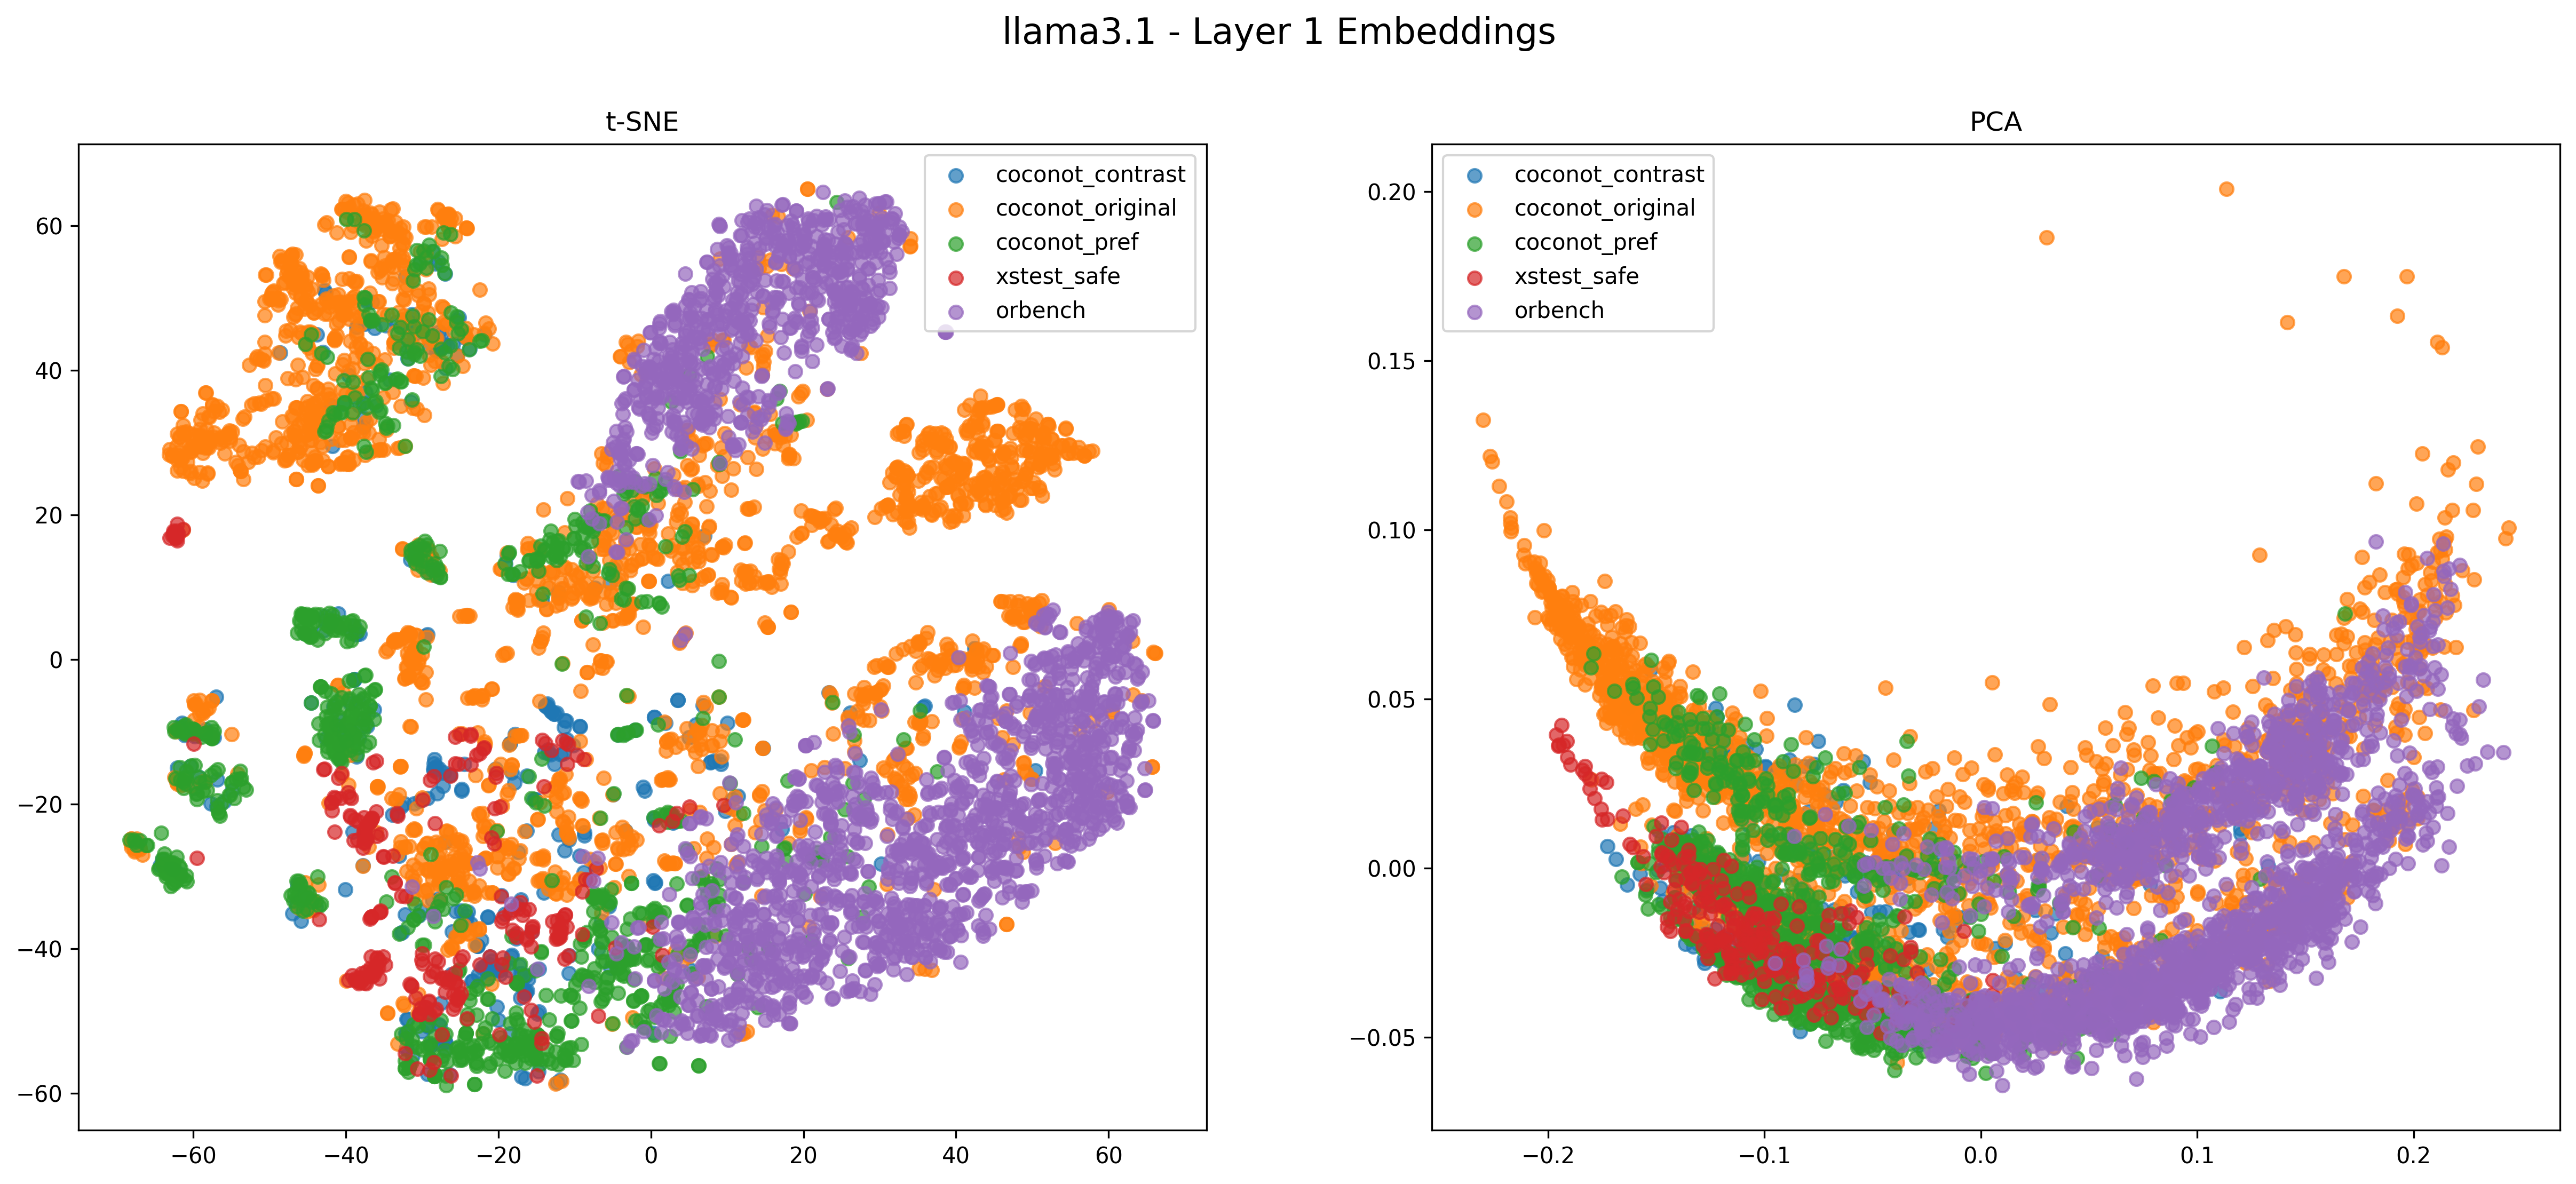 llama3.1 - Layer 1 Embeddings
t-SNE
coconot_contrast
coconot_original
coconot_pref
xstest_safe
orbench
60
40
20
0
−20
−40
−60
−60 −40 −20 0 20 40 60
PCA
coconot_contrast
coconot_original
coconot_pref
xstest_safe
orbench
0.20
0.15
0.10
0.05
0.00
−0.05
−0.2 −0.1 0.0 0.1 0.2